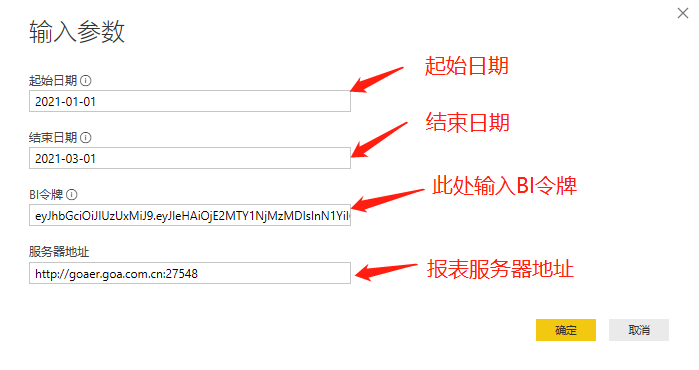 输入参数
起始日期
2021-01-01
起始日期
结束日期
2021-03-01
结束日期
BI令牌
eyJhbGciOiJIUzUxMiJ9.eyJleHAiOjE2MTY1NjMzMDIsInN1YiI
此处输入BI令牌
服务器地址
http://goaer.goa.com.cn:27548
报表服务器地址
确定 取消